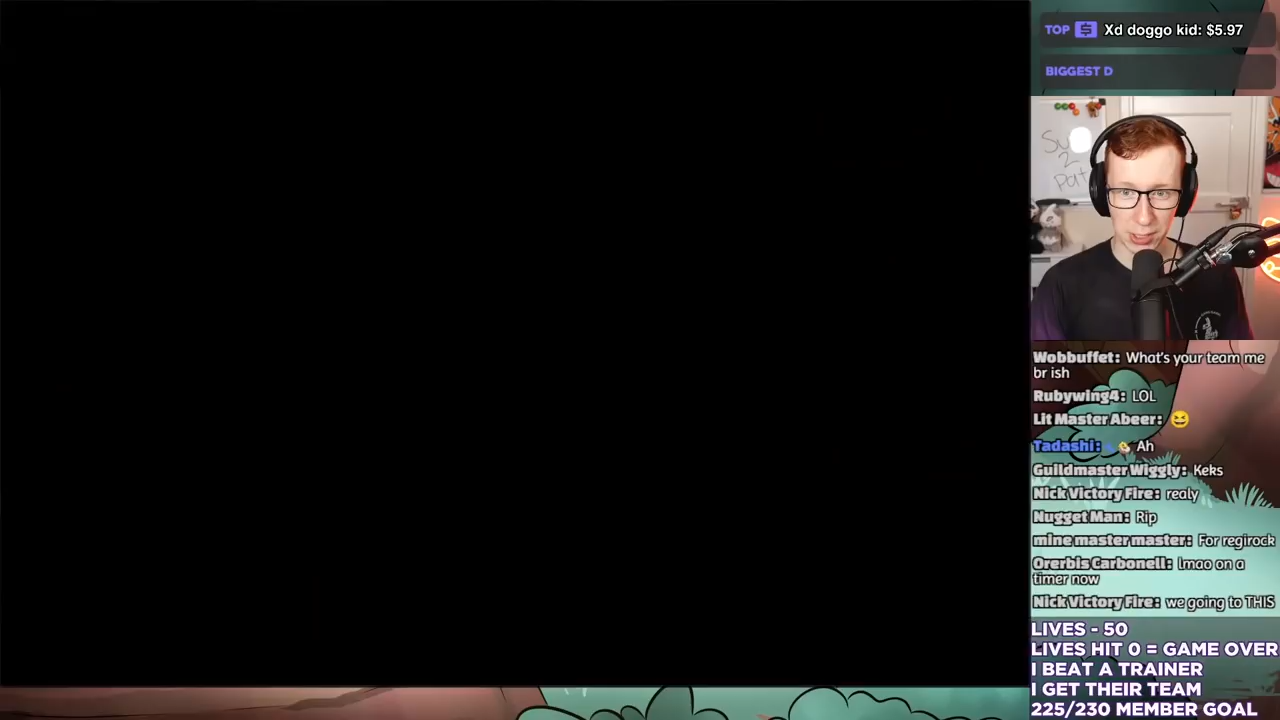 TOP Xd doggo kid: $5.97
BIGGEST D
Su
2
Pat
Wobbuffet: What's your team me
br ish
Rubywing4: LOL
Lit Master Abeer: 😆
Tadashi: Ah
Guildmaster Wiggly: Keks
Nick Victory Fire: realy
Nugget Man: Rip
mine master master: For regirock
Orerbis Carbonell: lmao on a
timer now
Nick Victory Fire: we going to THIS
LIVES - 50
LIVES HIT 0 = GAME OVER
I BEAT A TRAINER
I GET THEIR TEAM
225/230 MEMBER GOAL